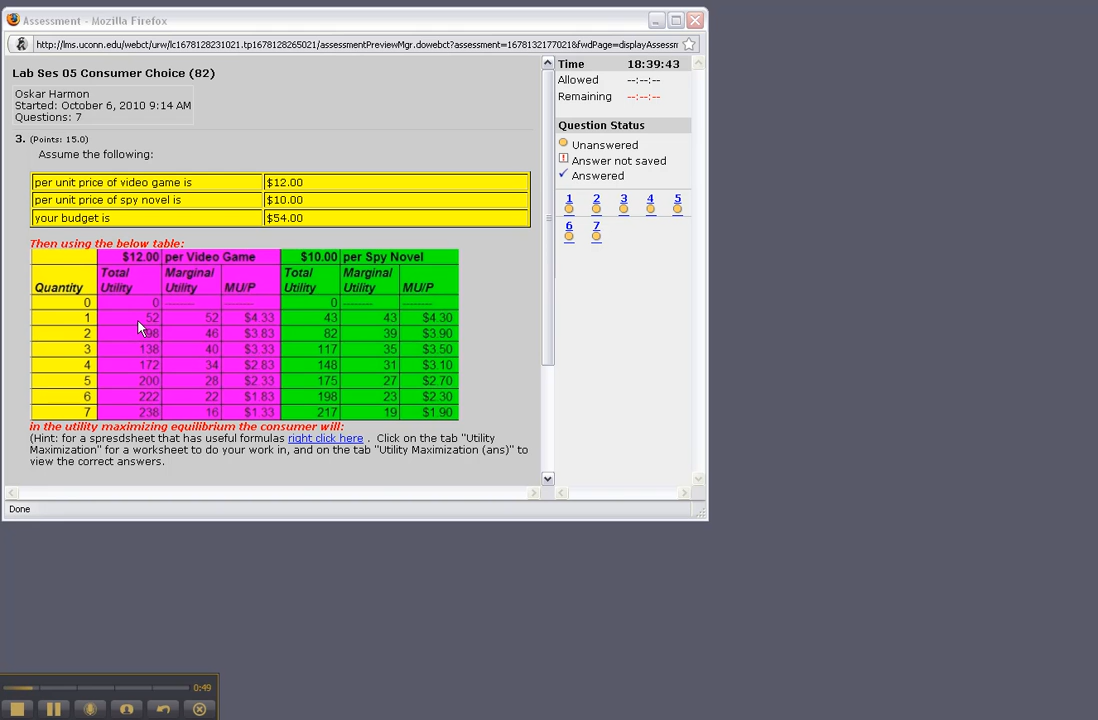 Assessment - Mozilla Firefox
http://lms.uconn.edu/webct/urw/lc1678128231021.tp1678128265021/assessmentPreviewMgr.dowebct?assessment=1678132177021&fwdPage=displayAssessm
Lab Ses 05 Consumer Choice (82)
Oskar Harmon
Started: October 6, 2010 9:14 AM
Questions: 7
3. (Points: 15.0)
Assume the following:
per unit price of video game is $12.00
per unit price of spy novel is $10.00
your budget is $54.00
Then using the below table:
$12.00 per Video Game $10.00 per Spy Novel
Quantity Total Utility Marginal Utility MU/P Total Utility Marginal Utility MU/P
0 0 -------- -------- 0 -------- --------
1 52 52 $4.33 43 43 $4.30
2 98 46 $3.83 82 39 $3.90
3 138 40 $3.33 117 35 $3.50
4 172 34 $2.83 148 31 $3.10
5 200 28 $2.33 175 27 $2.70
6 222 22 $1.83 198 23 $2.30
7 238 16 $1.33 217 19 $1.90
in the utility maximizing equilibrium the consumer will:
(Hint: for a spresdsheet that has useful formulas right click here . Click on the tab "Utility
Maximization" for a worksheet to do your work in, and on the tab "Utility Maximization (ans)" to
view the correct answers.
Time 18:39:43
Allowed --:--:--
Remaining --:--:--
Question Status
Unanswered
Answer not saved
Answered
1 2 3 4 5
6 7
Done
0:49